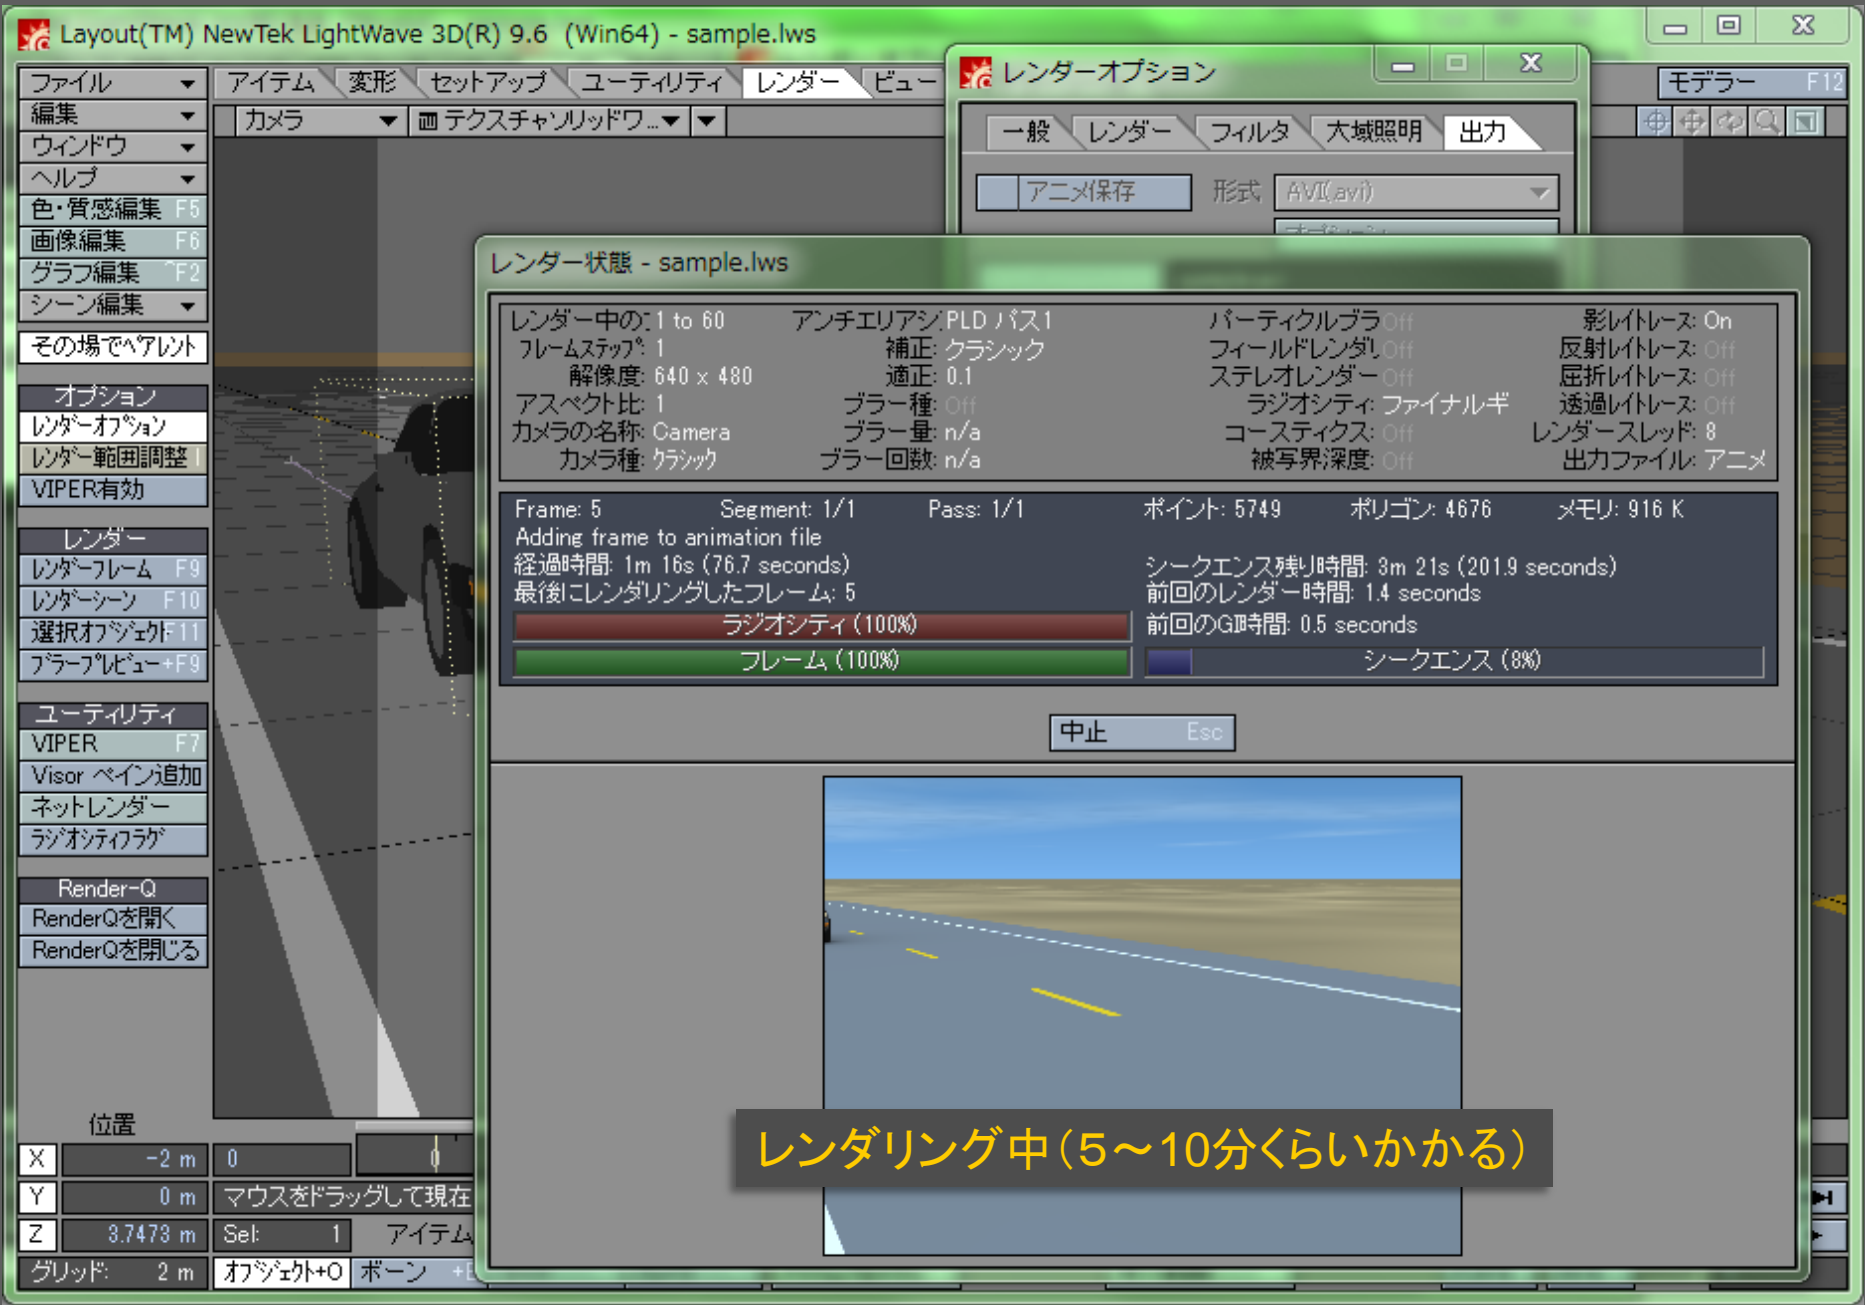 Layout(TM) NewTek LightWave 3D(R) 9.6 (Win64) - sample.lws
ファイル
編集
ウィンドウ
ヘルプ
色・質感編集 F5
画像編集 F6
グラフ編集 ^F2
シーン編集
その場でペアレント
オプション
レンダーオプション
レンダー範囲調整 l
VIPER有効
レンダー
レンダーフレーム F9
レンダーシーン F10
選択オブジェクト F11
ブラープレビュー +F9
ユーティリティ
VIPER F7
Visor ペイン追加
ネットレンダー
ラジオシティフラグ
Render-Q
RenderQを開く
RenderQを閉じる
アイテム 変形 セットアップ ユーティリティ レンダー ビュー
モデラー F12
カメラ テクスチャソリッドワ...
レンダーオプション
一般 レンダー フィルタ 大域照明 出力
アニメ保存 形式 AVI(.avi)
レンダー状態 - sample.lws
レンダー中の: 1 to 60 アンチエリアシ: PLD パス1 パーティクルブラ Off 影レイトレース: On
フレームステップ: 1 補正: クラシック フィールドレンダ Off 反射レイトレース: Off
解像度: 640 x 480 適正: 0.1 ステレオレンダー Off 屈折レイトレース: Off
アスペクト比: 1 ブラー種: Off ラジオシティ: ファイナルギ 透過レイトレース: Off
カメラの名称: Camera ブラー量: n/a コースティクス: Off レンダースレッド: 8
カメラ種: クラシック ブラー回数: n/a 被写界深度: Off 出力ファイル: アニメ
Frame: 5 Segment: 1/1 Pass: 1/1 ポイント: 5749 ポリゴン: 4676 メモリ: 916 K
Adding frame to animation file
経過時間: 1m 16s (76.7 seconds) シークエンス残り時間: 3m 21s (201.9 seconds)
最後にレンダリングしたフレーム: 5 前回のレンダー時間: 1.4 seconds
ラジオシティ (100%) 前回のGI時間: 0.5 seconds
フレーム (100%) シークエンス (8%)
中止 Esc
レンダリング中（5～10分くらいかかる）
位置
X -2 m 0 0
Y 0 m マウスをドラッグして現在
Z 3.7473 m Sel: 1 アイテム
グリッド: 2 m オブジェクト+O ボーン